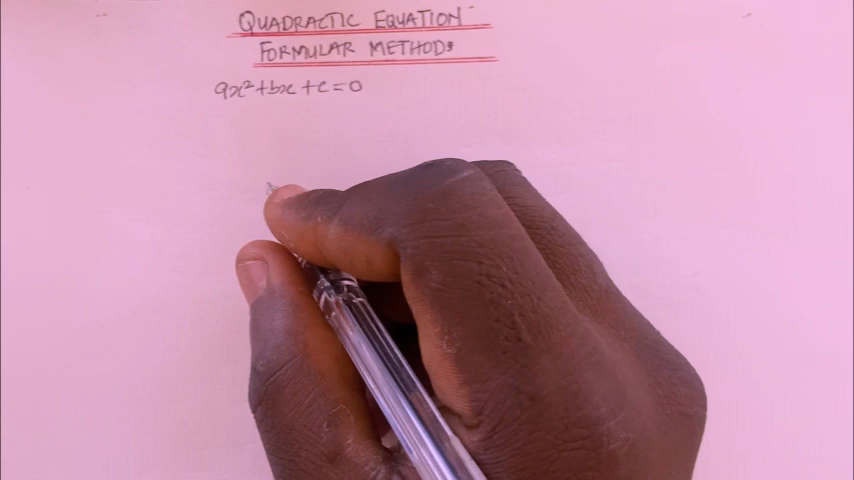 QUADRACTIC EQUATION
FORMULAR METHOD:
ax²+bx+c=0